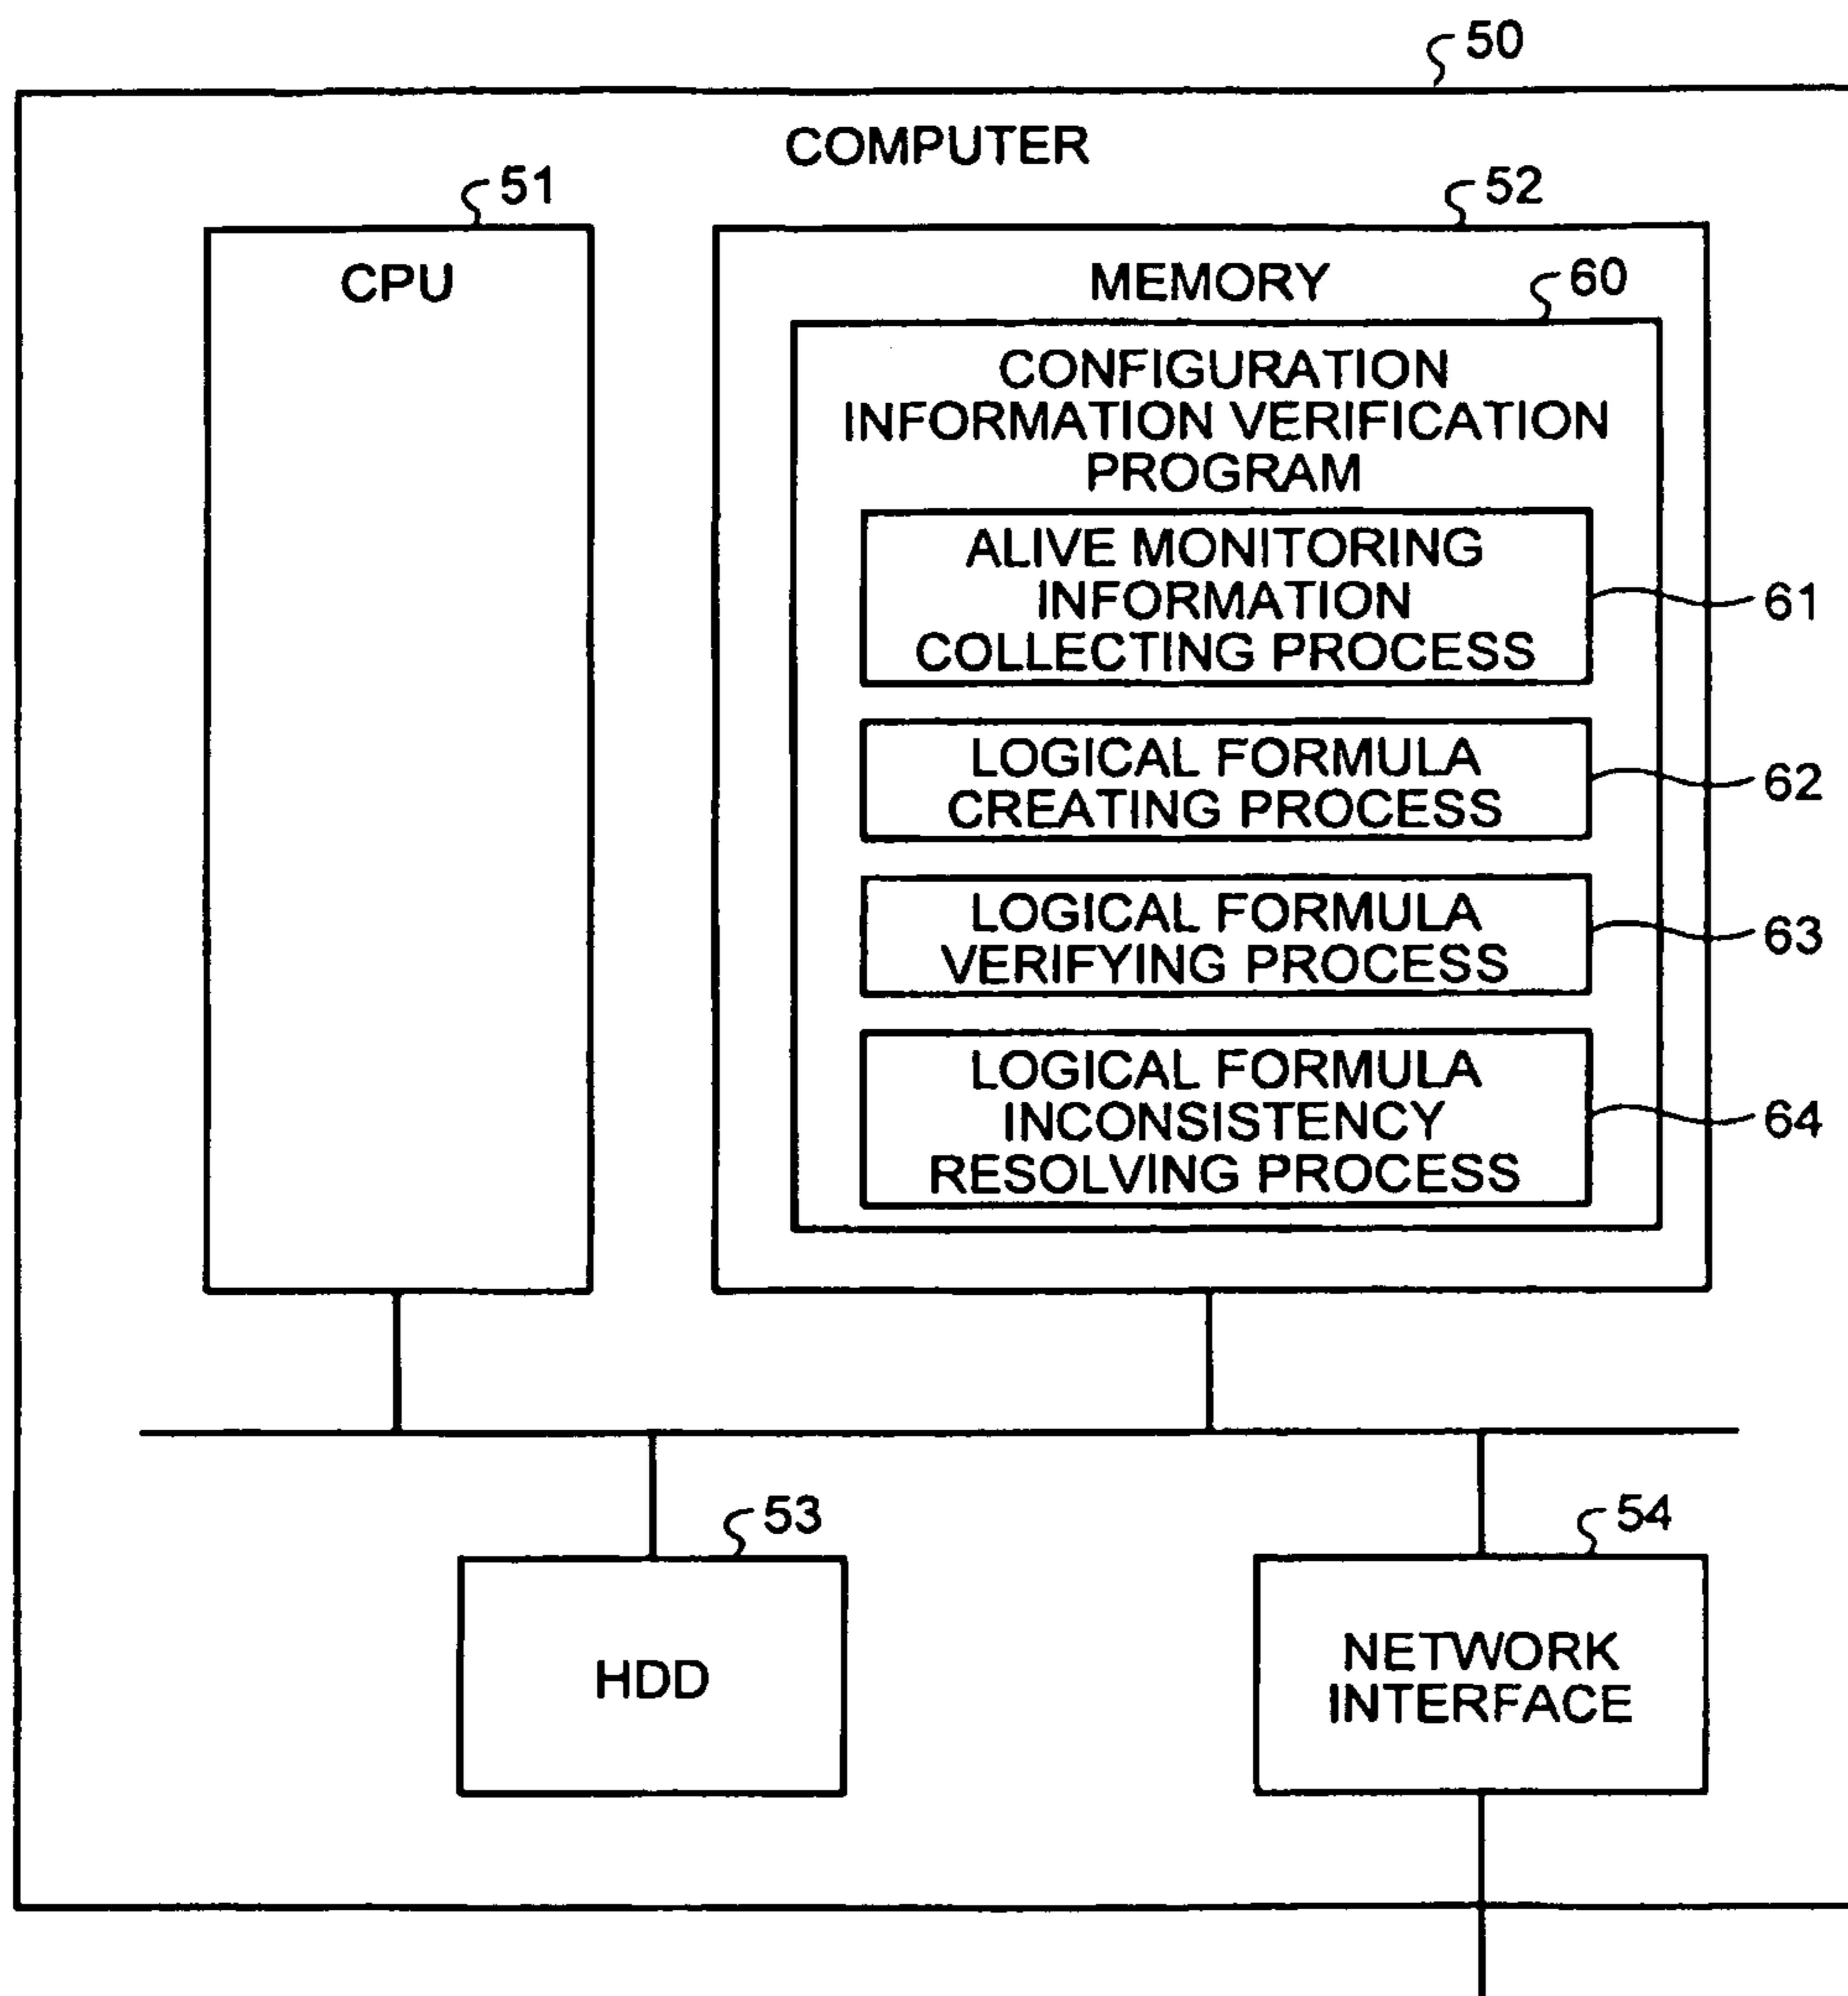 50
COMPUTER
51
52
CPU
MEMORY
60
CONFIGURATION
INFORMATION VERIFICATION
PROGRAM
ALIVE MONITORING
INFORMATION
COLLECTING PROCESS
61
LOGICAL FORMULA
CREATING PROCESS
62
LOGICAL FORMULA
VERIFYING PROCESS
63
LOGICAL FORMULA
INCONSISTENCY
RESOLVING PROCESS
64
53
54
HDD
NETWORK
INTERFACE